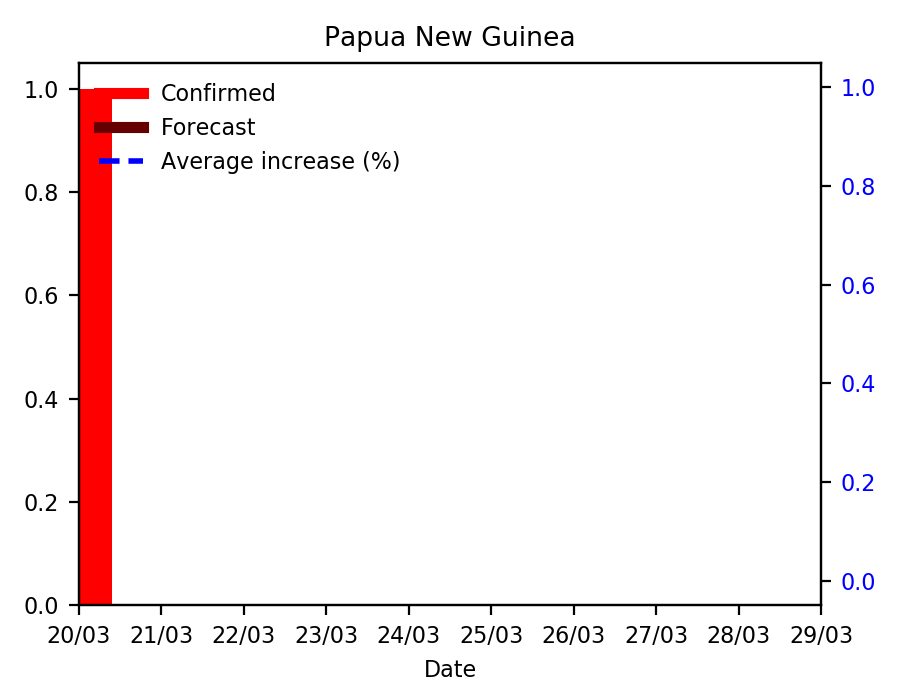 Papua New Guinea
Confirmed
Forecast
Average increase (%)
1.0
0.8
0.6
0.4
0.2
0.0
1.0
0.8
0.6
0.4
0.2
0.0
20/03 21/03 22/03 23/03 24/03 25/03 26/03 27/03 28/03 29/03
Date